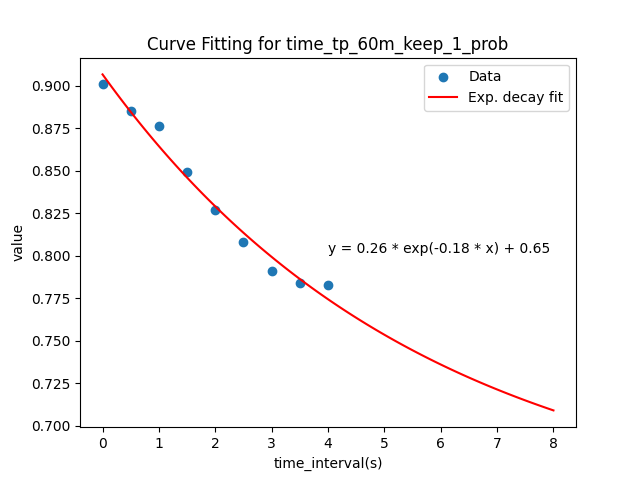 Curve Fitting for time_tp_60m_keep_1_prob
Data
Exp. decay fit
y = 0.26 * exp(-0.18 * x) + 0.65
value
0.900
0.875
0.850
0.825
0.800
0.775
0.750
0.725
0.700
0 1 2 3 4 5 6 7 8
time_interval(s)